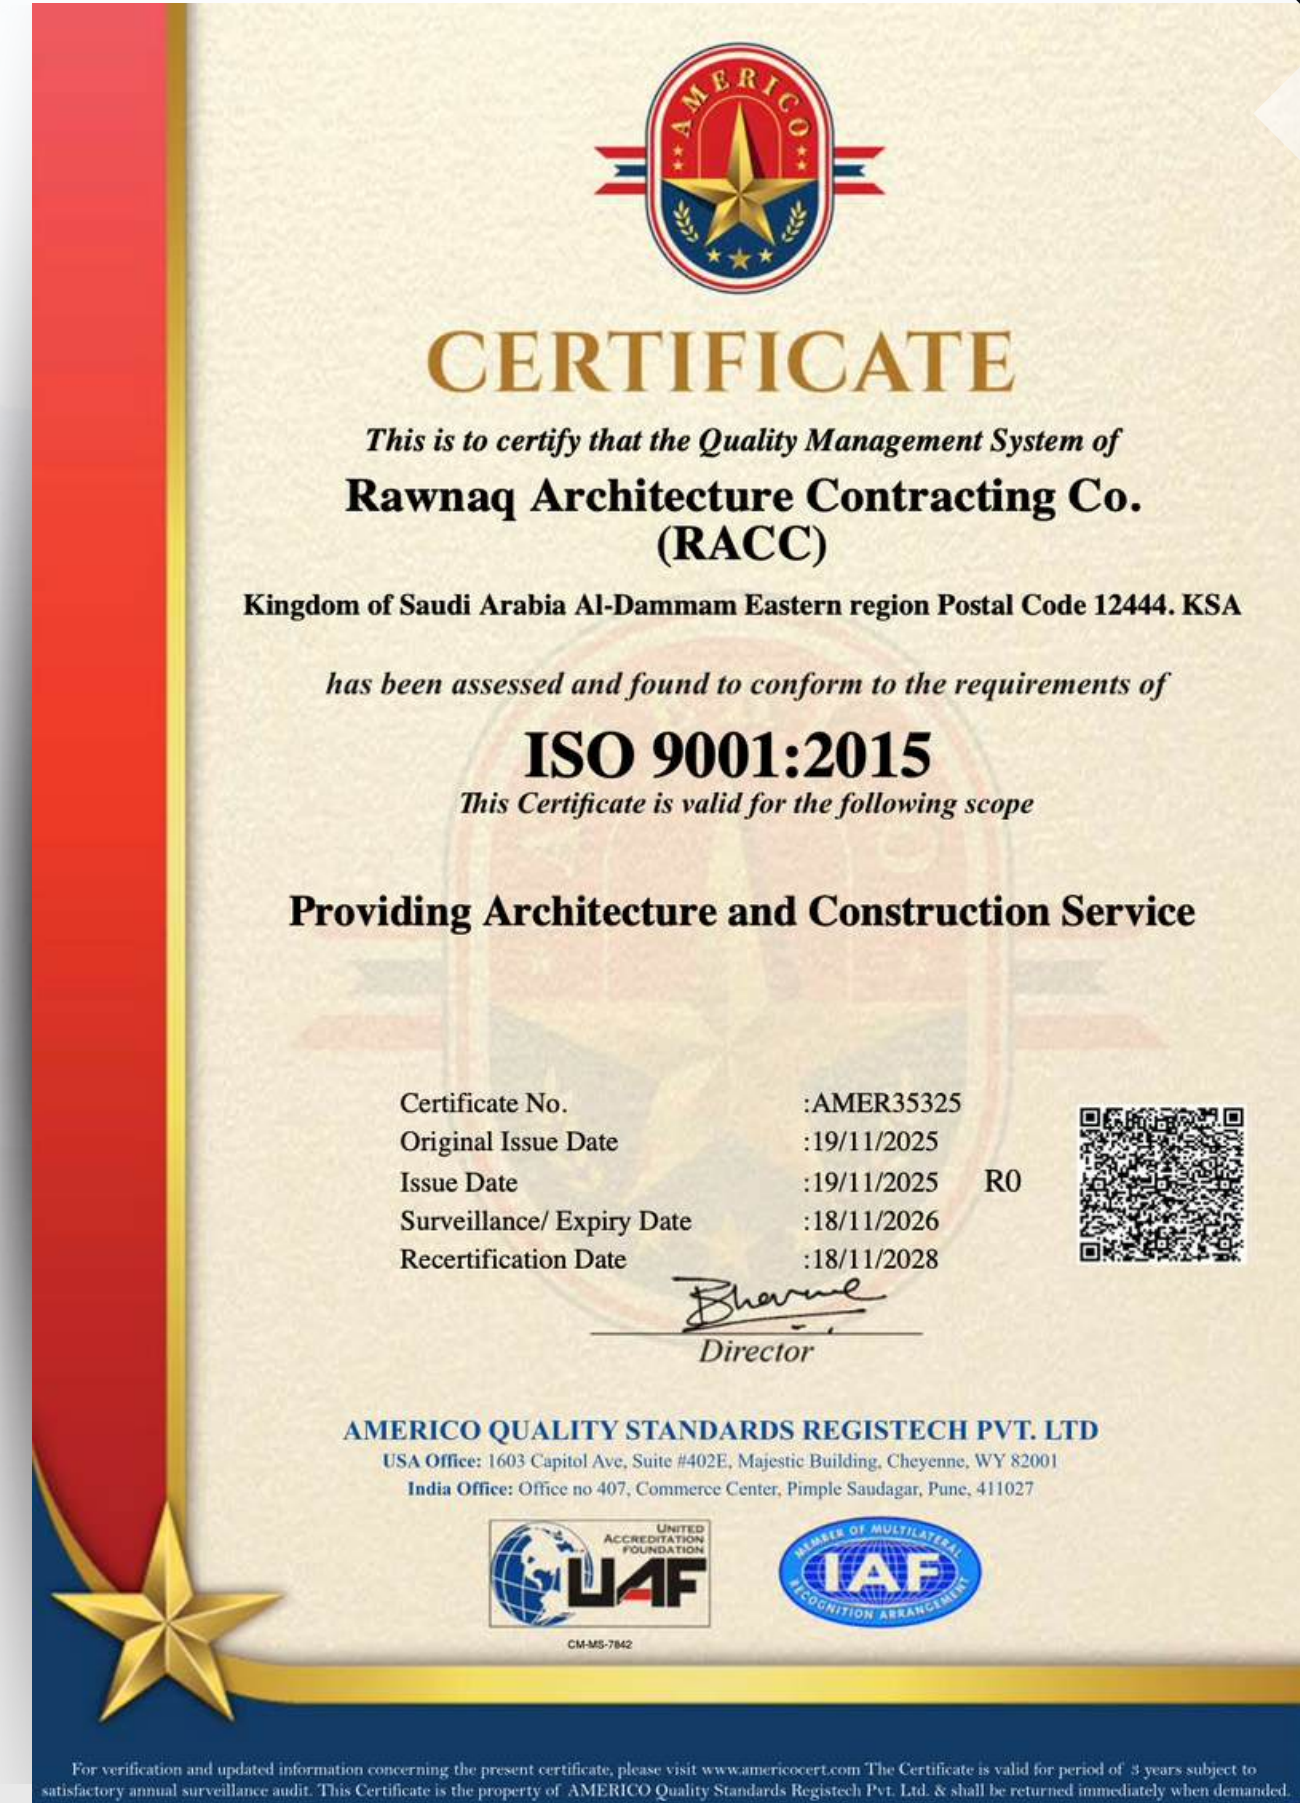 AMERICO
CERTIFICATE
This is to certify that the Quality Management System of
Rawnaq Architecture Contracting Co.
(RACC)
Kingdom of Saudi Arabia Al-Dammam Eastern region Postal Code 12444. KSA
has been assessed and found to conform to the requirements of
ISO 9001:2015
This Certificate is valid for the following scope
Providing Architecture and Construction Service
Certificate No. :AMER35325
Original Issue Date :19/11/2025
Issue Date :19/11/2025 R0
Surveillance/ Expiry Date :18/11/2026
Recertification Date :18/11/2028
Director
AMERICO QUALITY STANDARDS REGISTECH PVT. LTD
USA Office: 1603 Capitol Ave, Suite #402E, Majestic Building, Cheyenne, WY 82001
India Office: Office no 407, Commerce Center, Pimple Saudagar, Pune, 411027
UNITED
ACCREDITATION
FOUNDATION
UAF
CM-MS-7842
MEMBER OF MULTILATERAL
IAF
RECOGNITION ARRANGEMENT
For verification and updated information concerning the present certificate, please visit www.americocert.com The Certificate is valid for period of 3 years subject to
satisfactory annual surveillance audit. This Certificate is the property of AMERICO Quality Standards Registech Pvt. Ltd. & shall be returned immediately when demanded.